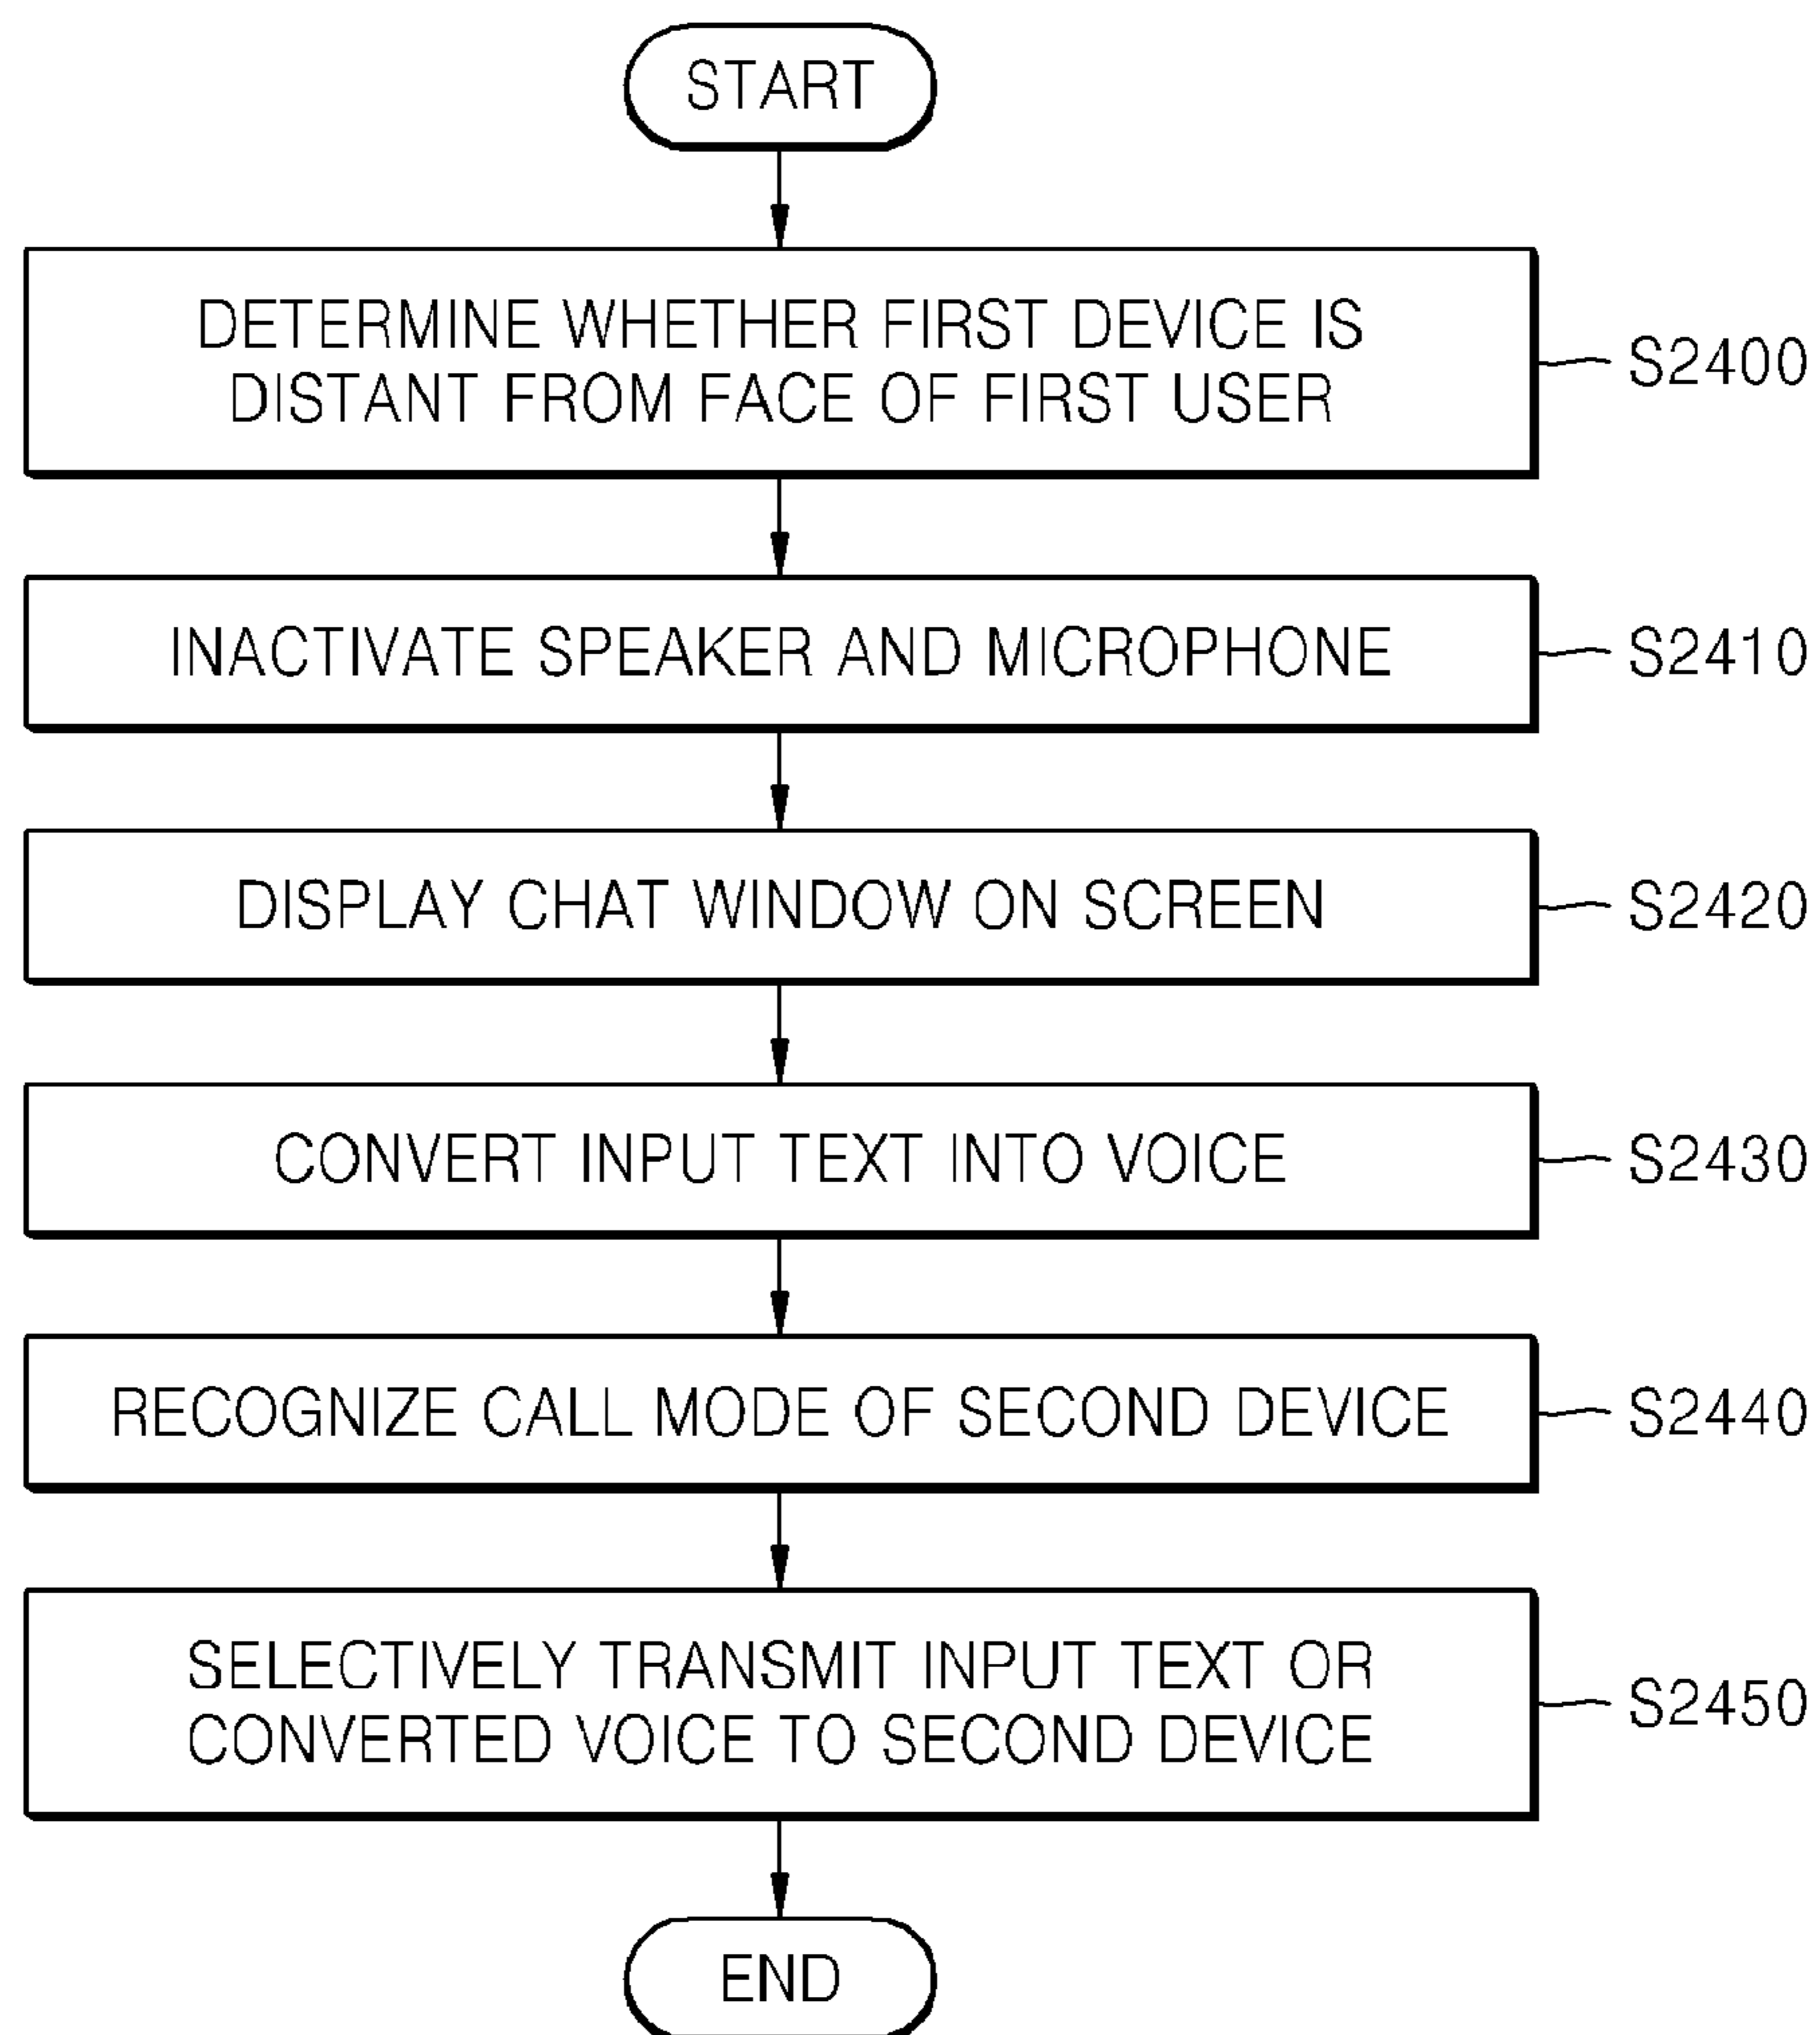 START
DETERMINE WHETHER FIRST DEVICE IS
DISTANT FROM FACE OF FIRST USER
S2400
INACTIVATE SPEAKER AND MICROPHONE
S2410
DISPLAY CHAT WINDOW ON SCREEN
S2420
CONVERT INPUT TEXT INTO VOICE
S2430
RECOGNIZE CALL MODE OF SECOND DEVICE
S2440
SELECTIVELY TRANSMIT INPUT TEXT OR
CONVERTED VOICE TO SECOND DEVICE
S2450
END